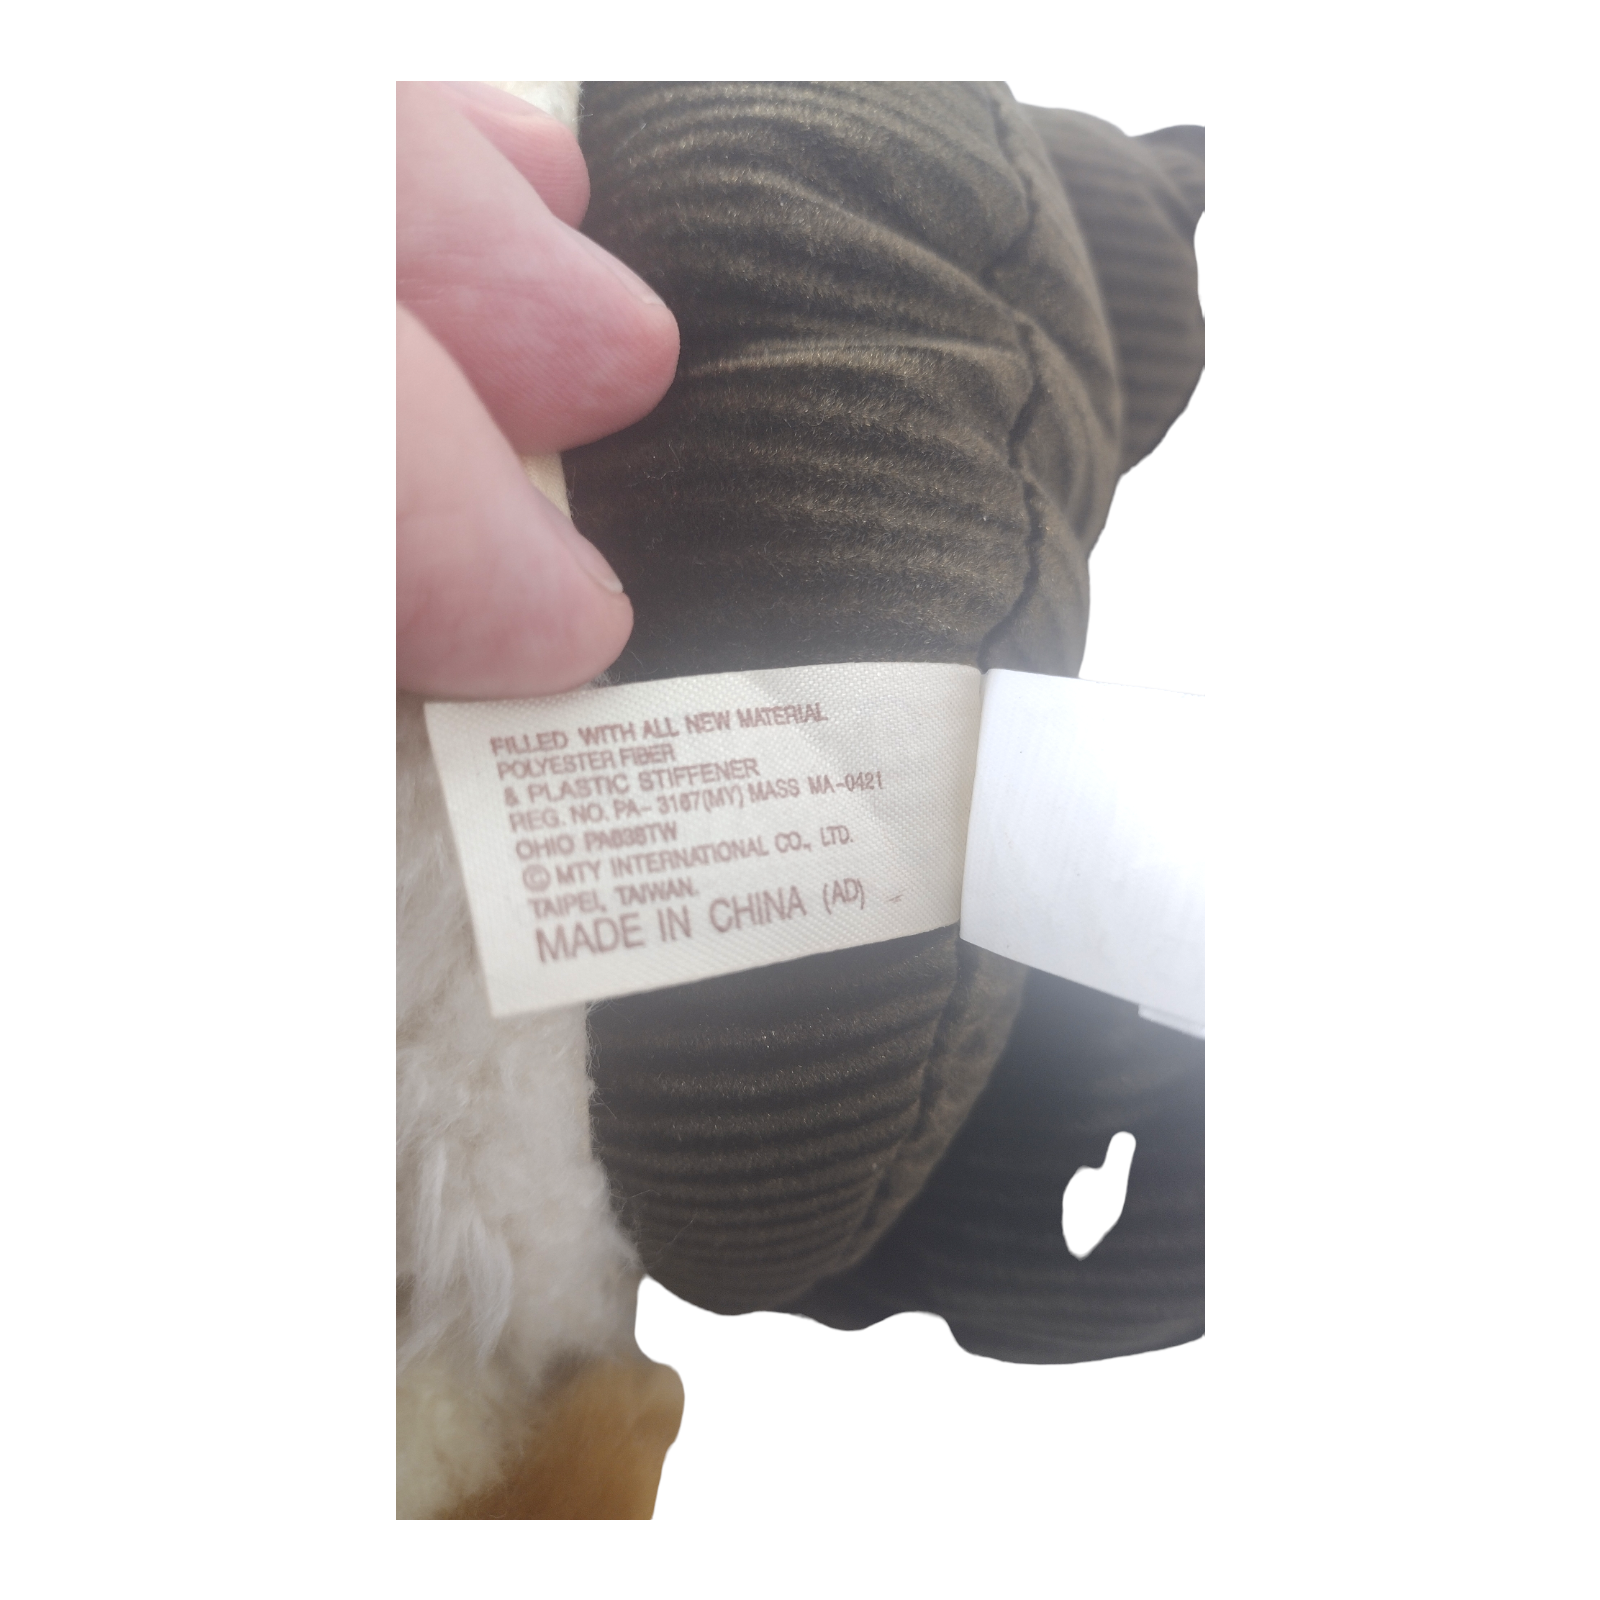 FILLED WITH ALL NEW MATERIAL
POLYESTER FIBER
& PLASTIC STIFFENER
REG. NO. PA- 3167(MY) MASS MA-0421
OHIO PA838TW
© MTY INTERNATIONAL CO., LTD.
TAIPEI, TAIWAN.
MADE IN CHINA (AD)